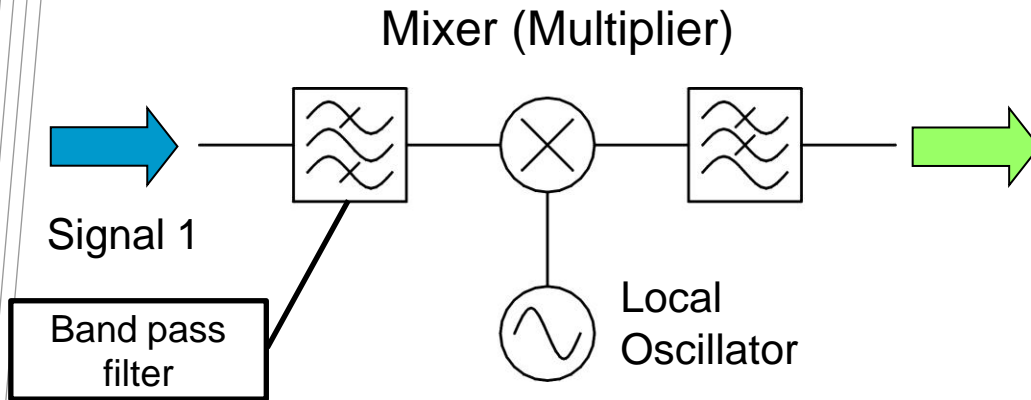 Mixer (Multiplier)
Signal 1
Band pass
filter
Local
Oscillator